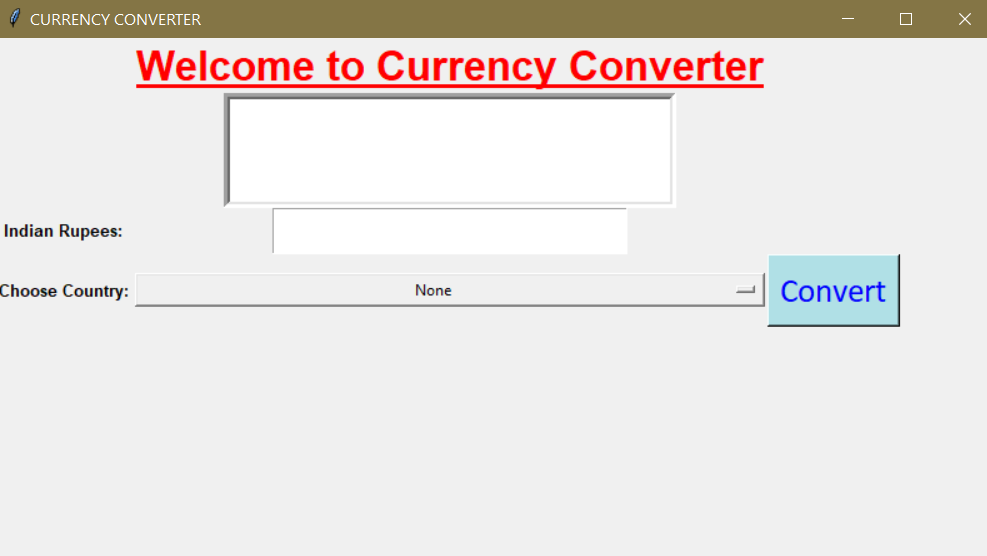 CURRENCY CONVERTER
Welcome to Currency Converter
Indian Rupees:
Choose Country:
None
Convert